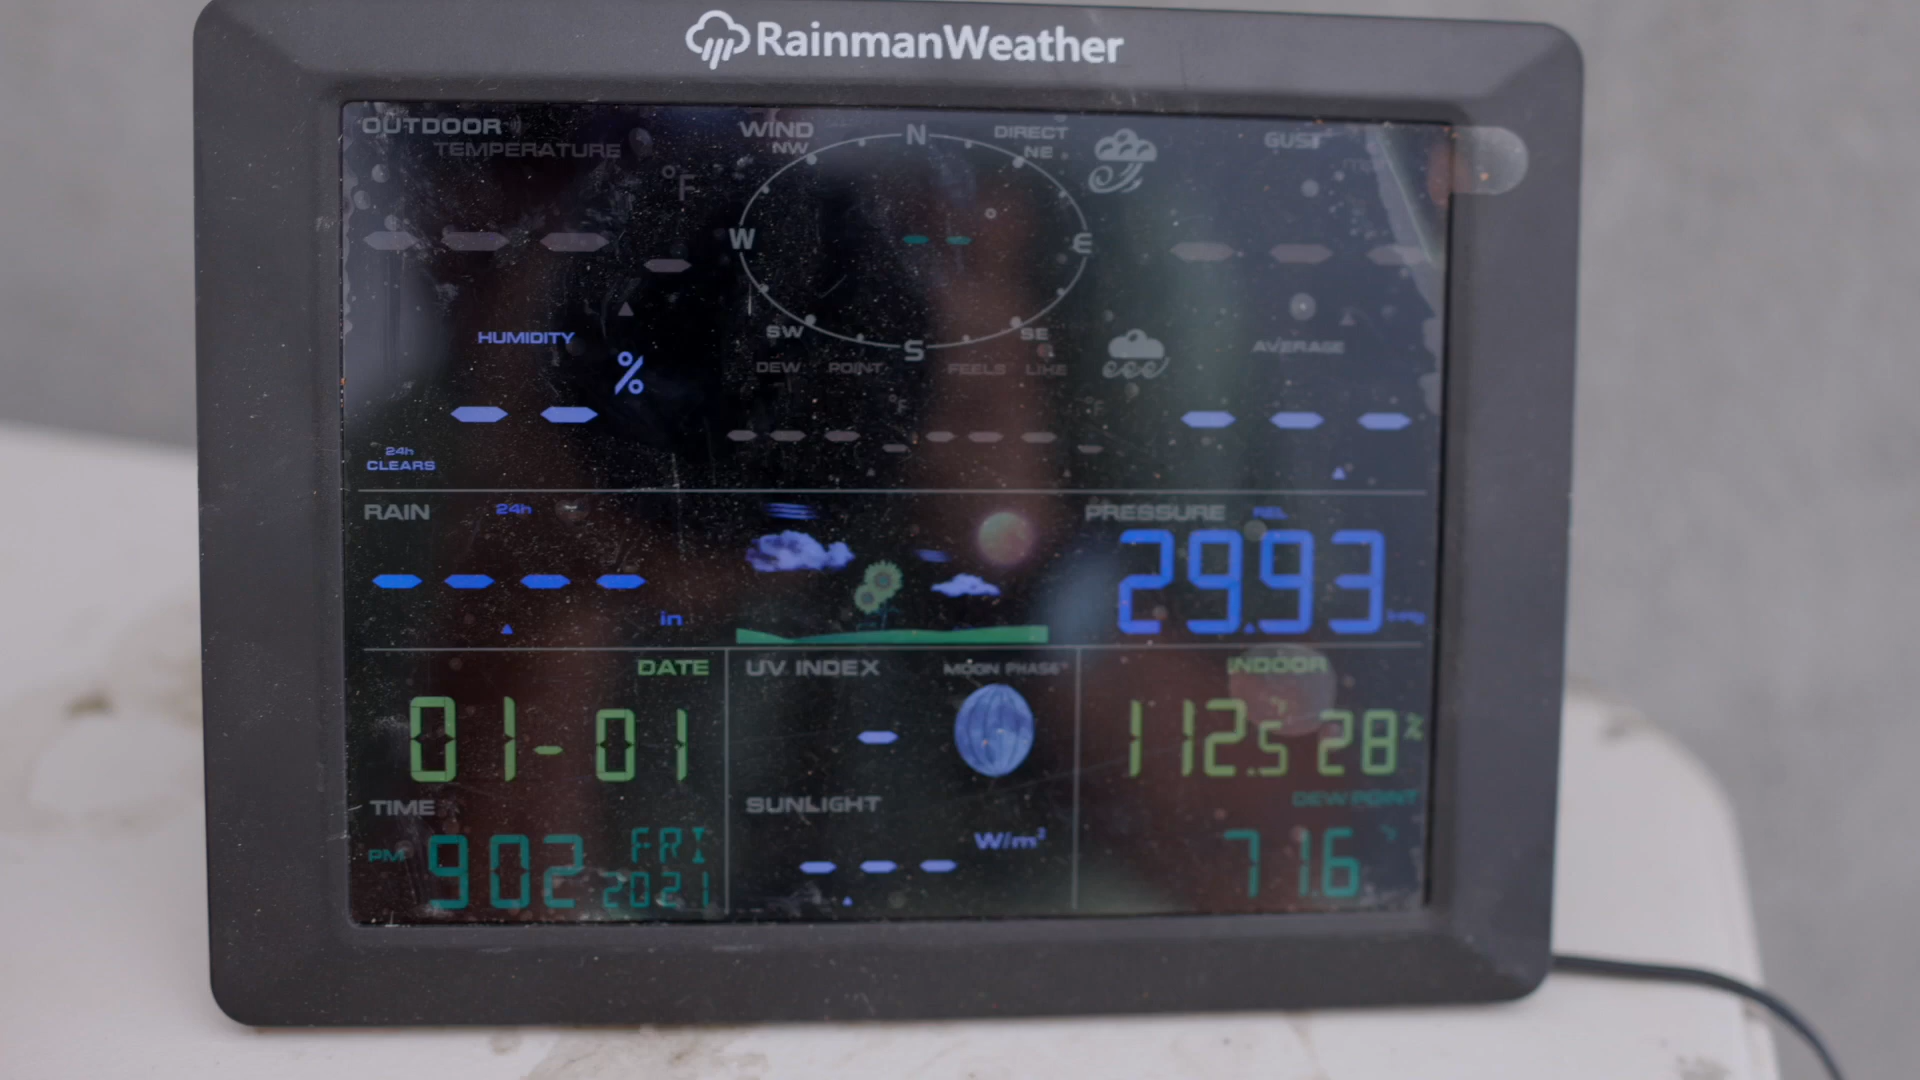 RainmanWeather
OUTDOOR
TEMPERATURE
°F
WIND
DIRECT
N
NW
NE
W
E
SW
SE
S
GUST
HUMIDITY
%
DEW POINT
FEELS LIKE
AVERAGE
-- --
24h
CLEARS
RAIN
24h
-- -- -- --
in
PRESSURE REL
29.93
DATE
01-01
UV INDEX
MOON PHASE
INDOOR
112.5 28%
TIME
PM 902 FRI
2021
SUNLIGHT
W/m²
--- 
DEW POINT
71.6